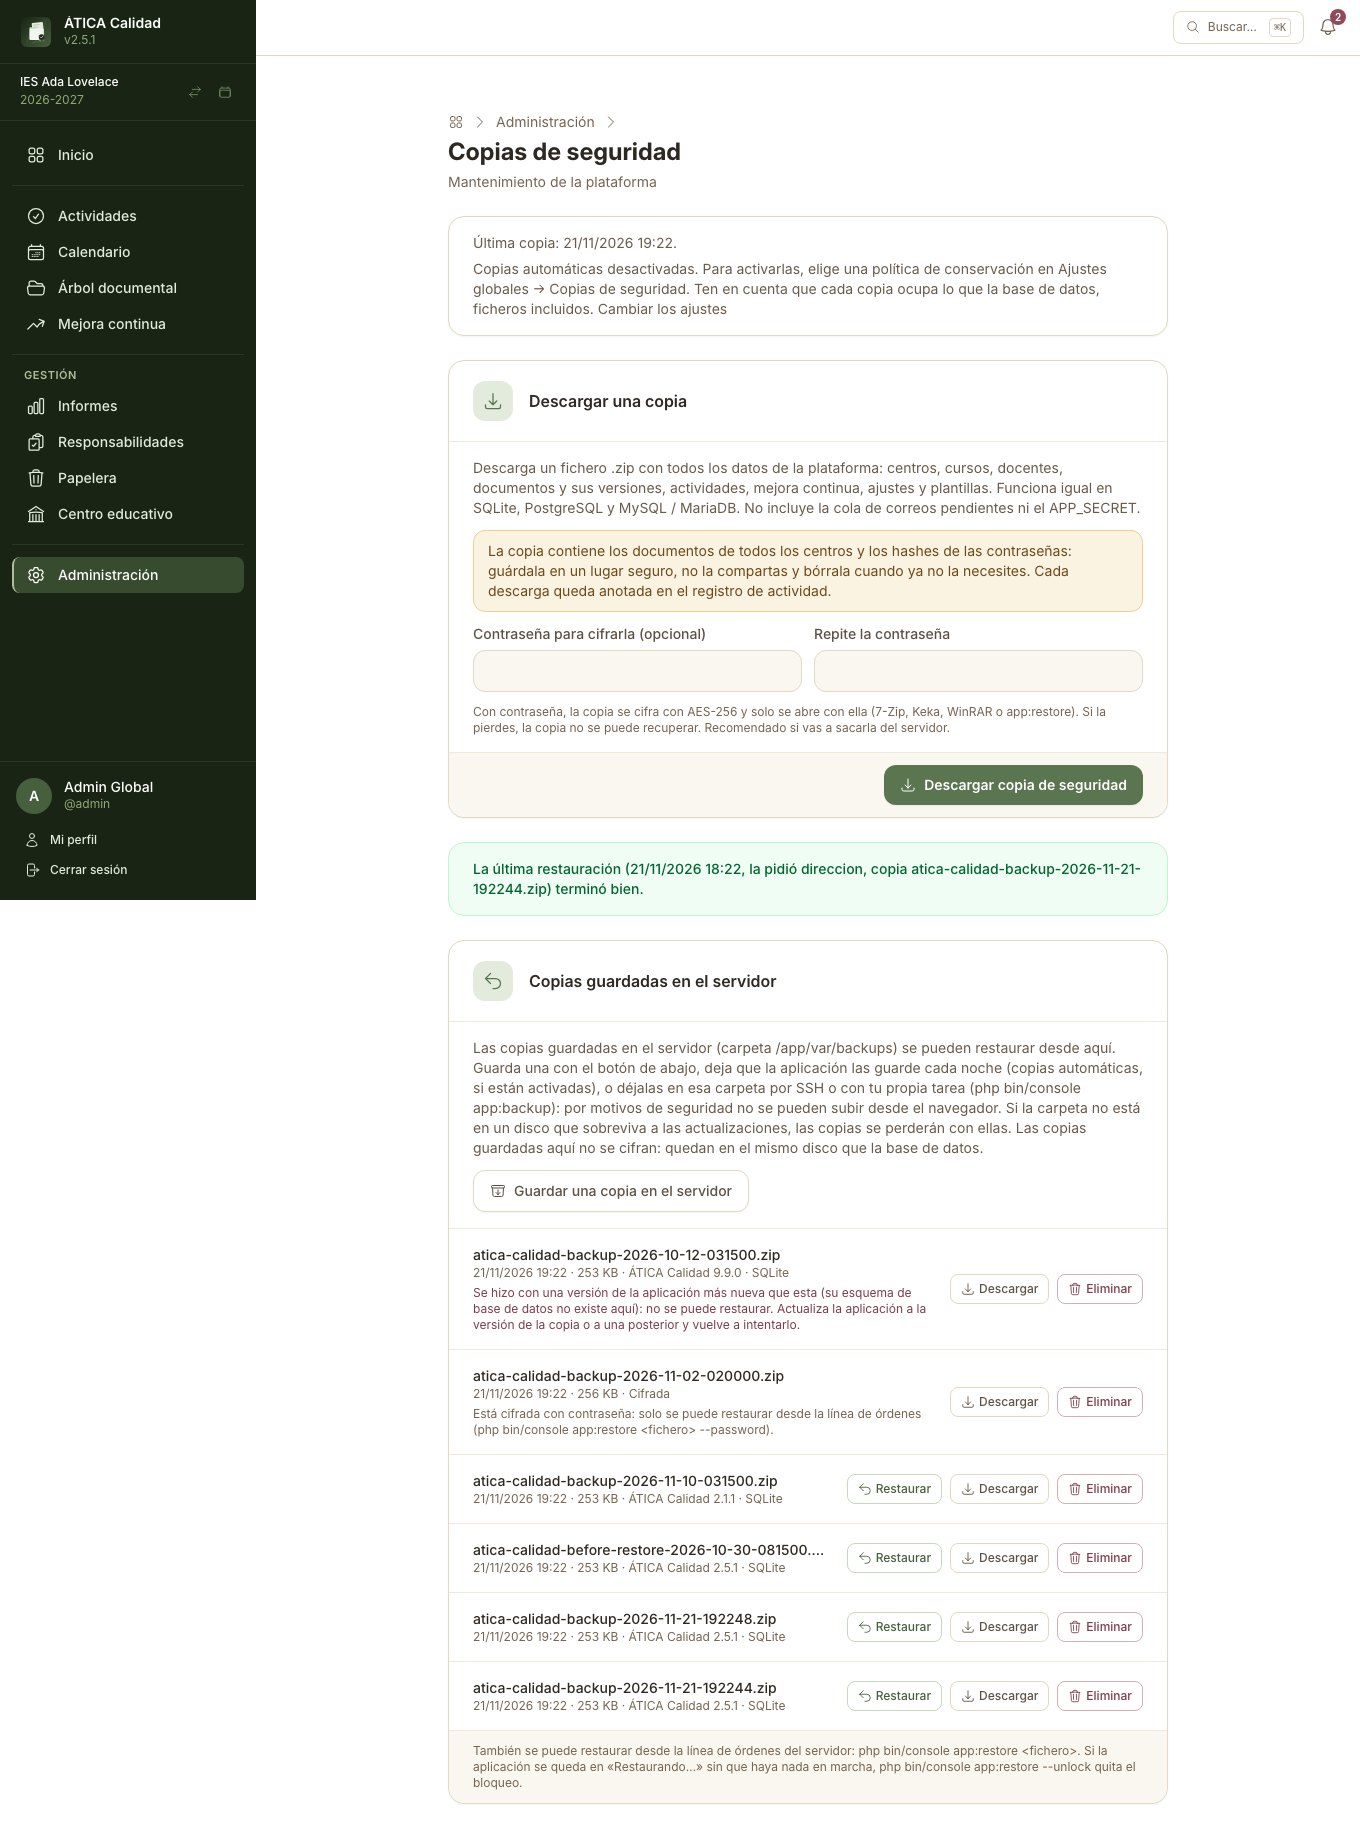 ÁTICA Calidad
v2.5.1
IES Ada Lovelace
2026-2027
Inicio
Actividades
Calendario
Árbol documental
Mejora continua
GESTIÓN
Informes
Responsabilidades
Papelera
Centro educativo
Administración
A
Admin Global
@admin
Mi perfil
Cerrar sesión
Buscar... ⌘K
2
Administración
Copias de seguridad
Mantenimiento de la plataforma
Última copia: 21/11/2026 19:22.
Copias automáticas desactivadas. Para activarlas, elige una política de conservación en Ajustes
globales → Copias de seguridad. Ten en cuenta que cada copia ocupa lo que la base de datos,
ficheros incluidos. Cambiar los ajustes
Descargar una copia
Descarga un fichero .zip con todos los datos de la plataforma: centros, cursos, docentes,
documentos y sus versiones, actividades, mejora continua, ajustes y plantillas. Funciona igual en
SQLite, PostgreSQL y MySQL / MariaDB. No incluye la cola de correos pendientes ni el APP_SECRET.
La copia contiene los documentos de todos los centros y los hashes de las contraseñas:
guárdala en un lugar seguro, no la compartas y bórrala cuando ya no la necesites. Cada
descarga queda anotada en el registro de actividad.
Contraseña para cifrarla (opcional)
Repite la contraseña
Con contraseña, la copia se cifra con AES-256 y solo se abre con ella (7-Zip, Keka, WinRAR o app:restore). Si la
pierdes, la copia no se puede recuperar. Recomendado si vas a sacarla del servidor.
Descargar copia de seguridad
La última restauración (21/11/2026 18:22, la pidió direccion, copia atica-calidad-backup-2026-11-21-
192244.zip) terminó bien.
Copias guardadas en el servidor
Las copias guardadas en el servidor (carpeta /app/var/backups) se pueden restaurar desde aquí.
Guarda una con el botón de abajo, deja que la aplicación las guarde cada noche (copias automáticas,
si están activadas), o déjalas en esa carpeta por SSH o con tu propia tarea (php bin/console
app:backup): por motivos de seguridad no se pueden subir desde el navegador. Si la carpeta no está
en un disco que sobreviva a las actualizaciones, las copias se perderán con ellas. Las copias
guardadas aquí no se cifran: quedan en el mismo disco que la base de datos.
Guardar una copia en el servidor
atica-calidad-backup-2026-10-12-031500.zip
21/11/2026 19:22 · 253 KB · ÁTICA Calidad 9.9.0 · SQLite
Se hizo con una versión de la aplicación más nueva que esta (su esquema de
base de datos no existe aquí): no se puede restaurar. Actualiza la aplicación a la
versión de la copia o a una posterior y vuelve a intentarlo.
Descargar Eliminar
atica-calidad-backup-2026-11-02-020000.zip
21/11/2026 19:22 · 256 KB · Cifrada
Está cifrada con contraseña: solo se puede restaurar desde la línea de órdenes
(php bin/console app:restore <fichero> --password).
Descargar Eliminar
atica-calidad-backup-2026-11-10-031500.zip
21/11/2026 19:22 · 253 KB · ÁTICA Calidad 2.1.1 · SQLite
Restaurar Descargar Eliminar
atica-calidad-before-restore-2026-10-30-081500....
21/11/2026 19:22 · 253 KB · ÁTICA Calidad 2.5.1 · SQLite
Restaurar Descargar Eliminar
atica-calidad-backup-2026-11-21-192248.zip
21/11/2026 19:22 · 253 KB · ÁTICA Calidad 2.5.1 · SQLite
Restaurar Descargar Eliminar
atica-calidad-backup-2026-11-21-192244.zip
21/11/2026 19:22 · 253 KB · ÁTICA Calidad 2.5.1 · SQLite
Restaurar Descargar Eliminar
También se puede restaurar desde la línea de órdenes del servidor: php bin/console app:restore <fichero>. Si la
aplicación se queda en «Restaurando...» sin que haya nada en marcha, php bin/console app:restore --unlock quita el
bloqueo.